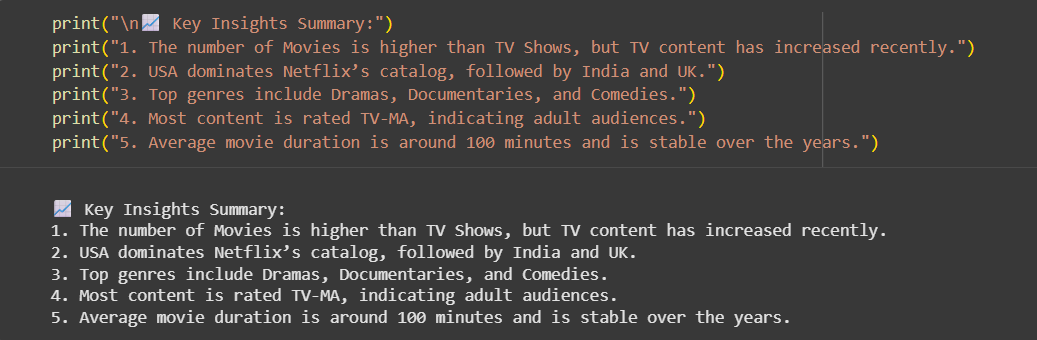 print("\n📈 Key Insights Summary:")
print("1. The number of Movies is higher than TV Shows, but TV content has increased recently.")
print("2. USA dominates Netflix’s catalog, followed by India and UK.")
print("3. Top genres include Dramas, Documentaries, and Comedies.")
print("4. Most content is rated TV-MA, indicating adult audiences.")
print("5. Average movie duration is around 100 minutes and is stable over the years.")
📈 Key Insights Summary:
1. The number of Movies is higher than TV Shows, but TV content has increased recently.
2. USA dominates Netflix’s catalog, followed by India and UK.
3. Top genres include Dramas, Documentaries, and Comedies.
4. Most content is rated TV-MA, indicating adult audiences.
5. Average movie duration is around 100 minutes and is stable over the years.